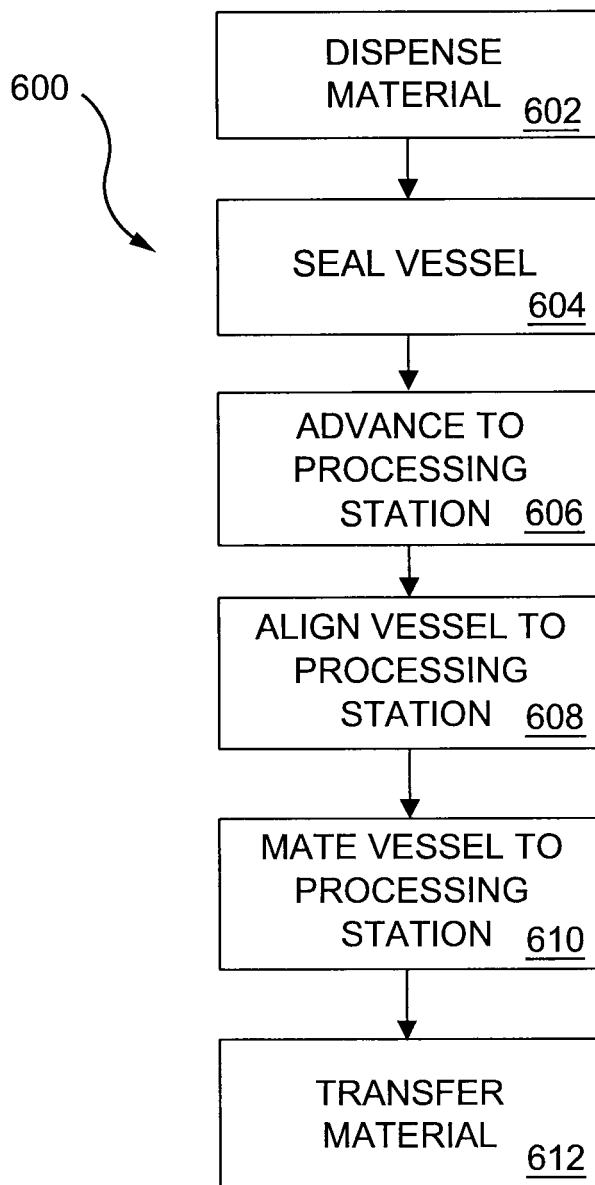 600
DISPENSE
MATERIAL
602
SEAL VESSEL
604
ADVANCE TO
PROCESSING
STATION 606
ALIGN VESSEL TO
PROCESSING
STATION 608
MATE VESSEL TO
PROCESSING
STATION 610
TRANSFER
MATERIAL
612